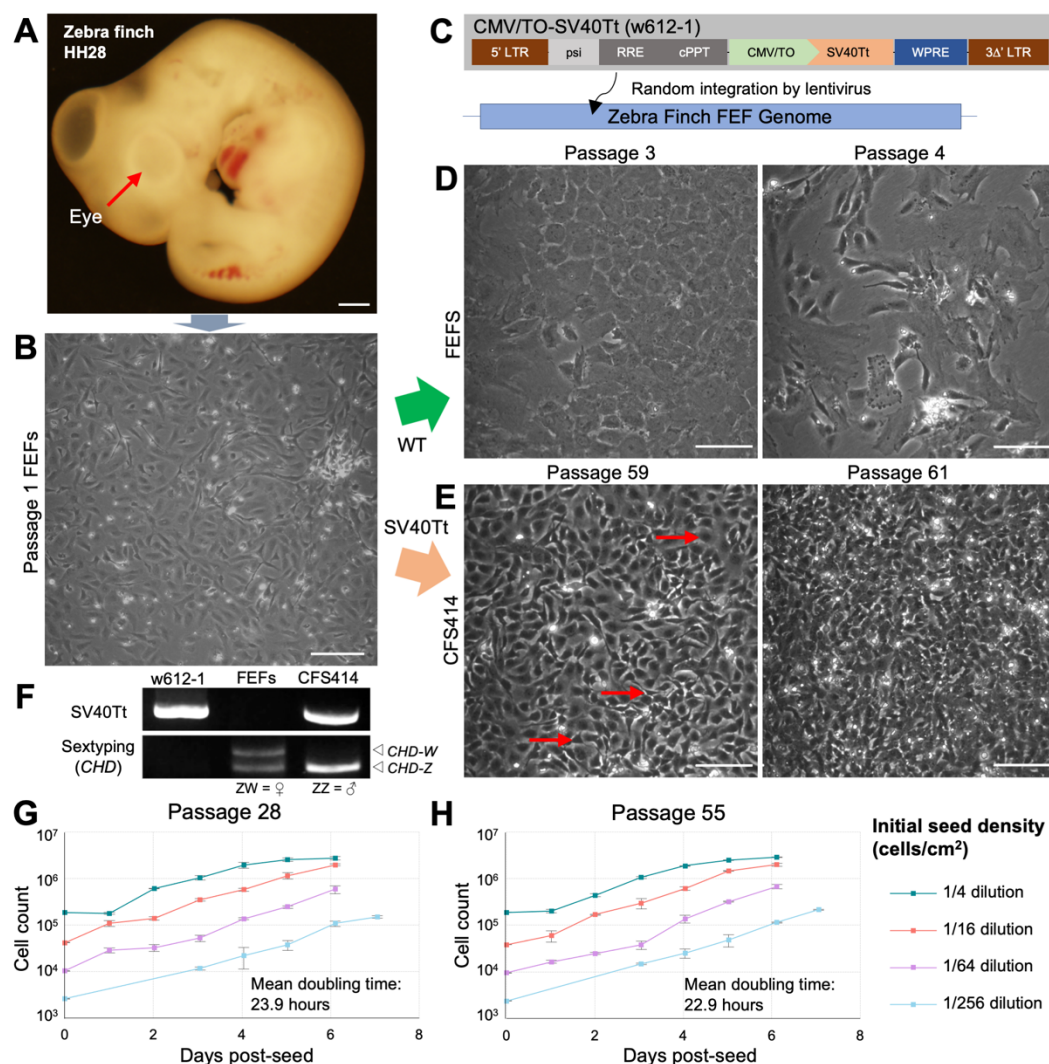 A
Zebra finch
HH28
Eye
B
Passage 1 FEFs
WT
SV40Tt
C
CMV/TO-SV40Tt (w612-1)
5' LTR psi RRE cPPT CMV/TO SV40Tt WPRE 3Δ' LTR
Random integration by lentivirus
Zebra Finch FEF Genome
D
Passage 3 Passage 4
FEFS
E
Passage 59 Passage 61
CFS414
F
w612-1 FEFs CFS414
SV40Tt
Sextyping
(CHD)
CHD-W
CHD-Z
ZW = ♀ ZZ = ♂
G
Passage 28
Cell count
10⁷
10⁶
10⁵
10⁴
10³
0 2 4 6 8
Days post-seed
Mean doubling time:
23.9 hours
H
Passage 55
Cell count
10⁷
10⁶
10⁵
10⁴
10³
0 2 4 6 8
Days post-seed
Mean doubling time:
22.9 hours
Initial seed density
(cells/cm²)
1/4 dilution
1/16 dilution
1/64 dilution
1/256 dilution